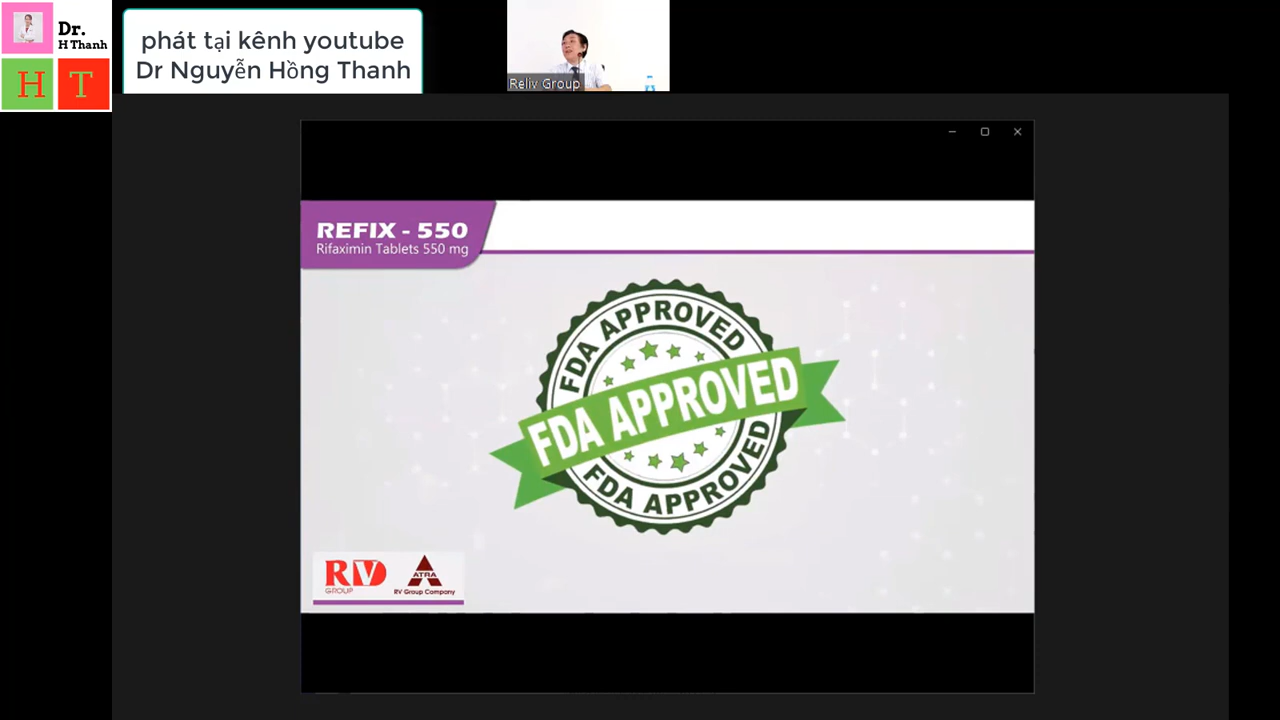 Dr.
H Thanh
H T
phát tại kênh youtube
Dr Nguyễn Hồng Thanh
Reliv Group
REFIX - 550
Rifaximin Tablets 550 mg
FDA APPROVED
FDA APPROVED
FDA APPROVED
RV
GROUP
ATRA
RV Group Company